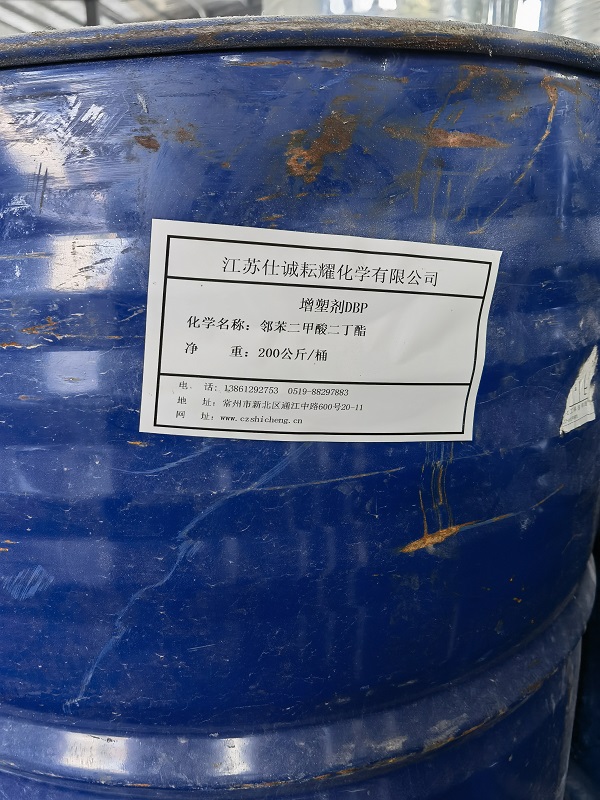 江苏仕诚耘耀化学有限公司
增塑剂DBP
化学名称：邻苯二甲酸二丁酯
净 重：200公斤/桶
电 话：13861292753 0519-88297883
地 址：常州市新北区通江中路600号20-11
网 址：www.czshicheng.cn